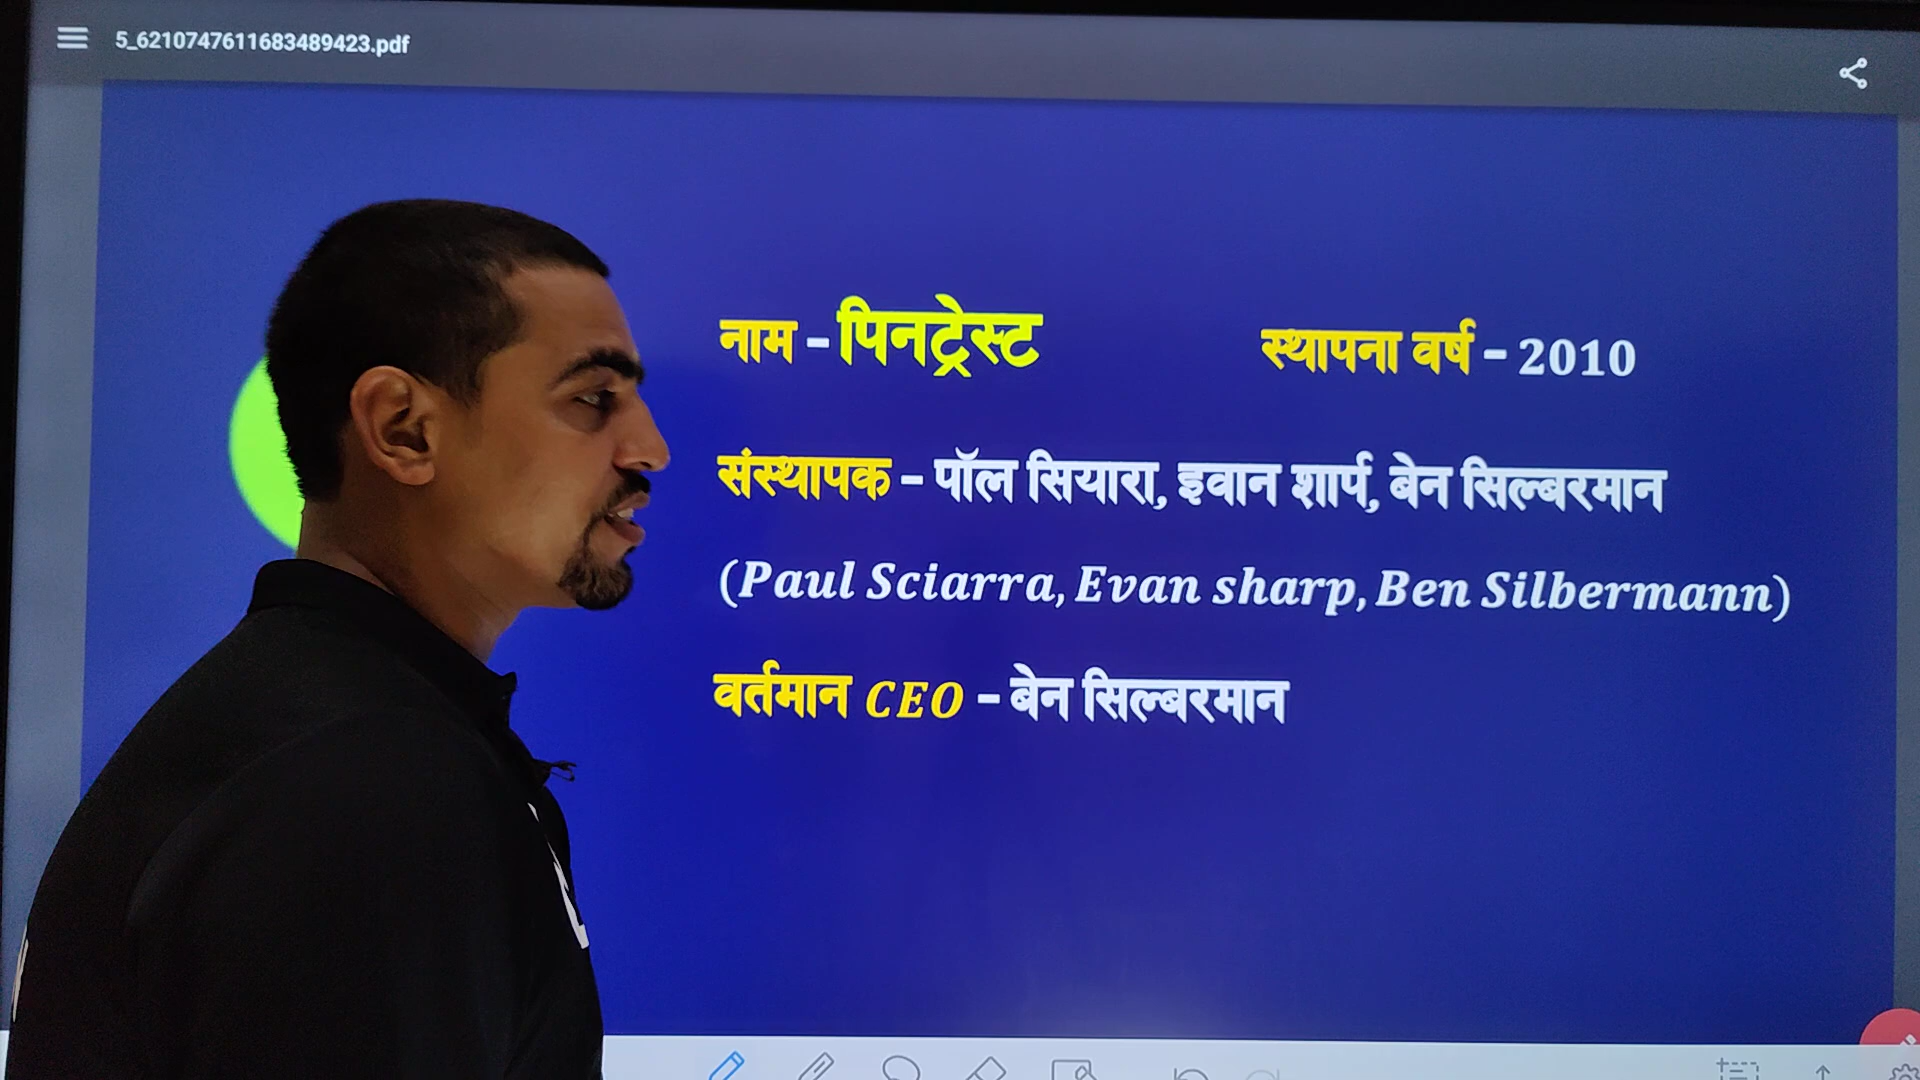 5_6210747611683489423.pdf
नाम – पिनट्रेस्ट स्थापना वर्ष – 2010
संस्थापक – पॉल सियारा, इवान शार्प, बेन सिल्बरमान
(Paul Sciarra, Evan sharp, Ben Silbermann)
वर्तमान CEO – बेन सिल्बरमान